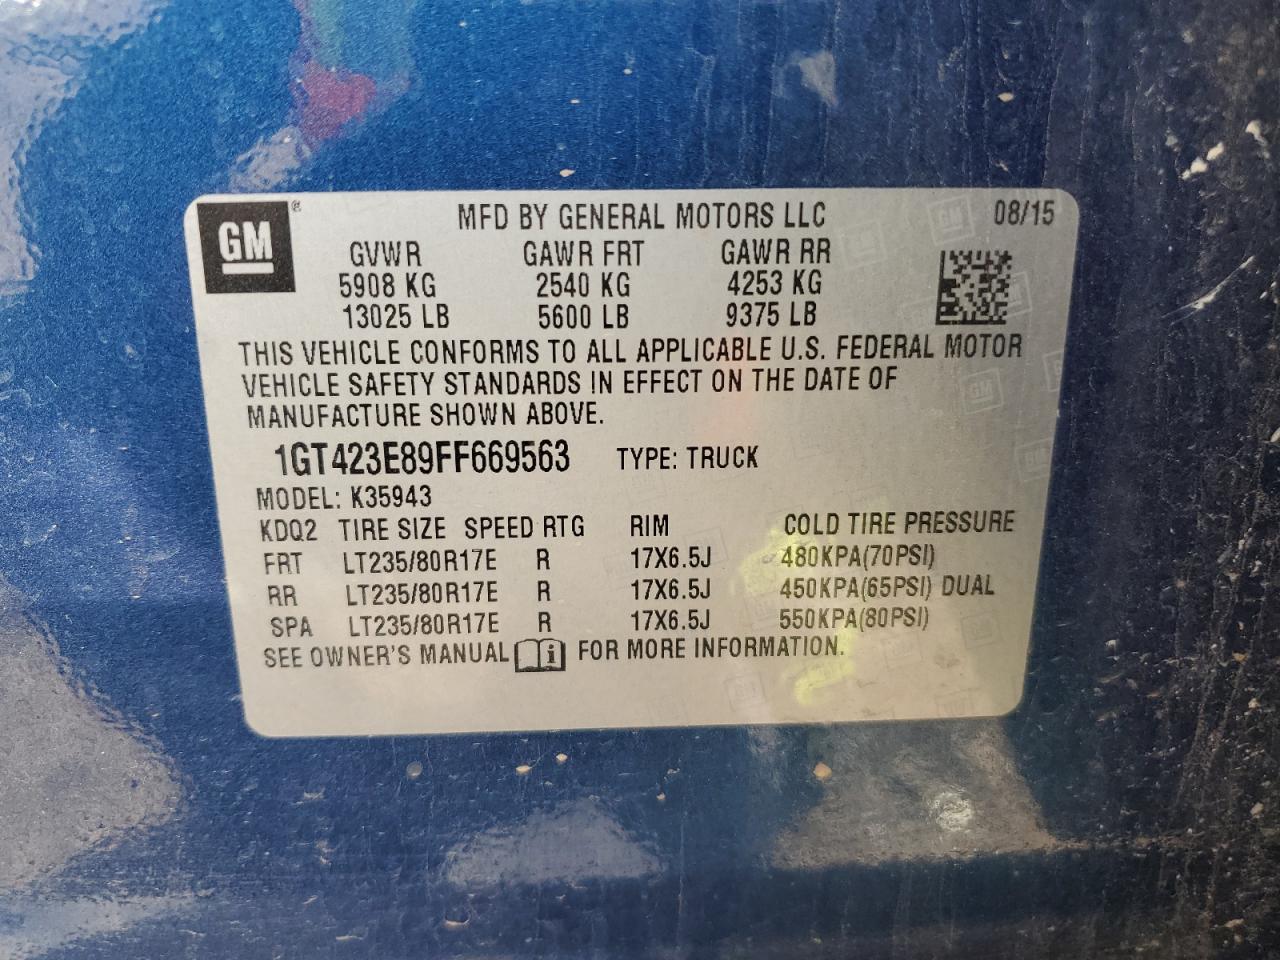 GM® MFD BY GENERAL MOTORS LLC 08/15
GVWR GAWR FRT GAWR RR
5908 KG 2540 KG 4253 KG
13025 LB 5600 LB 9375 LB
THIS VEHICLE CONFORMS TO ALL APPLICABLE U.S. FEDERAL MOTOR
VEHICLE SAFETY STANDARDS IN EFFECT ON THE DATE OF
MANUFACTURE SHOWN ABOVE.
1GT423E89FF669563 TYPE: TRUCK
MODEL: K35943
KDQ2 TIRE SIZE SPEED RTG RIM COLD TIRE PRESSURE
FRT LT235/80R17E R 17X6.5J 480KPA(70PSI)
RR LT235/80R17E R 17X6.5J 450KPA(65PSI) DUAL
SPA LT235/80R17E R 17X6.5J 550KPA(80PSI)
SEE OWNER'S MANUAL i FOR MORE INFORMATION.